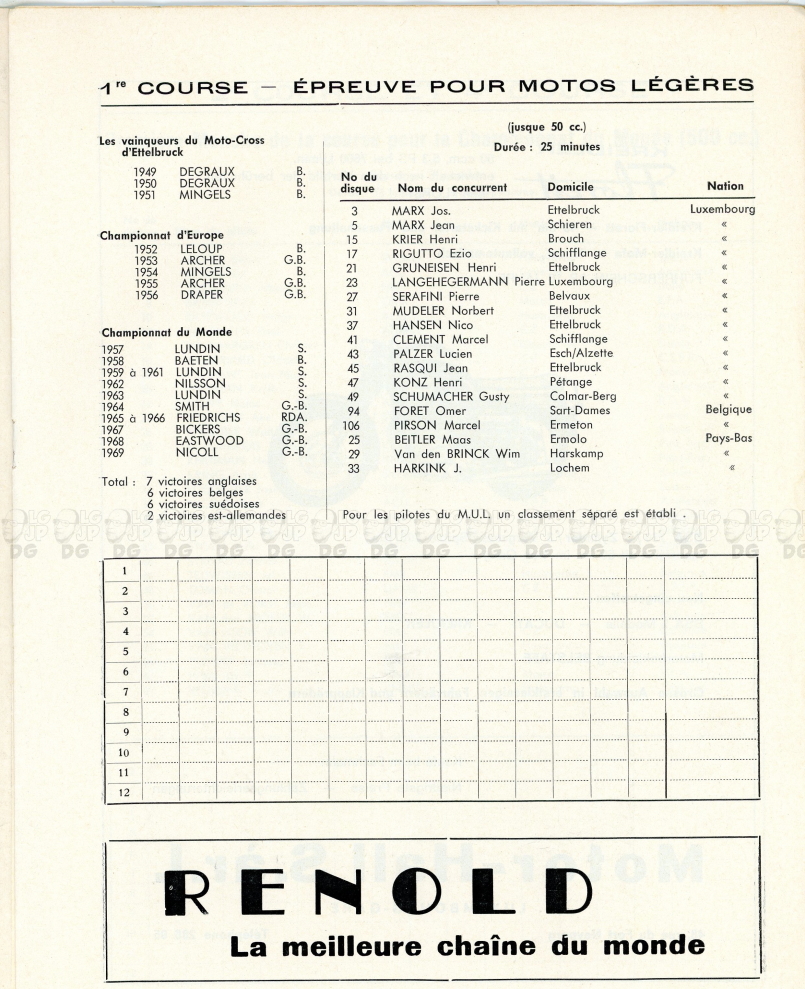 1re COURSE — ÉPREUVE POUR MOTOS LÉGÈRES
Les vainqueurs du Moto-Cross
d'Ettelbruck
1949 DEGRAUX B.
1950 DEGRAUX B.
1951 MINGELS B.
Championnat d'Europe
1952 LELOUP B.
1953 ARCHER G.B.
1954 MINGELS B.
1955 ARCHER G.B.
1956 DRAPER G.B.
Championnat du Monde
1957 LUNDIN S.
1958 BAETEN B.
1959 à 1961 LUNDIN S.
1962 NILSSON S.
1963 LUNDIN S.
1964 SMITH G.-B.
1965 à 1966 FRIEDRICHS RDA.
1967 BICKERS G.-B.
1968 EASTWOOD G.-B.
1969 NICOLL G.-B.
Total : 7 victoires anglaises
6 victoires belges
6 victoires suédoises
2 victoires est-allemandes
(jusque 50 cc.)
Durée : 25 minutes
No du
disque Nom du concurrent Domicile Nation
3 MARX Jos. Ettelbruck Luxembourg
5 MARX Jean Schieren «
15 KRIER Henri Brouch «
17 RIGUTTO Ezio Schifflange «
21 GRUNEISEN Henri Ettelbruck «
23 LANGEHEGERMANN Pierre Luxembourg «
27 SERAFINI Pierre Belvaux «
31 MUDELER Norbert Ettelbruck «
37 HANSEN Nico Ettelbruck «
41 CLEMENT Marcel Schifflange «
43 PALZER Lucien Esch/Alzette «
45 RASQUI Jean Ettelbruck «
47 KONZ Henri Pétange «
49 SCHUMACHER Gusty Colmar-Berg «
94 FORET Omer Sart-Dames Belgique
106 PIRSON Marcel Ermeton «
25 BEITLER Maas Ermolo Pays-Bas
29 Van den BRINCK Wim Harskamp «
33 HARKINK J. Lochem «
Pour les pilotes du M.U.L. un classement séparé est établi .
1
2
3
4
5
6
7
8
9
10
11
12
RENOLD
La meilleure chaîne du monde